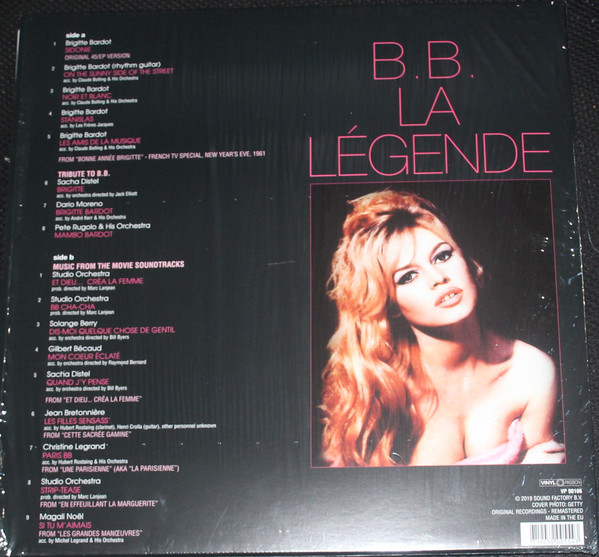 side a
1 Brigitte Bardot
SIDONIE
ORIGINAL 45/EP VERSION
2 Brigitte Bardot (rhythm guitar)
ON THE SUNNY SIDE OF THE STREET
acc. by Claude Bolling & His Orchestra
3 Brigitte Bardot
NOIR ET BLANC
acc. by Claude Bolling & His Orchestra
4 Brigitte Bardot
STANISLAS
acc. by Les Frères Jacques
5 Brigitte Bardot
LES AMIS DE LA MUSIQUE
acc. by Claude Bolling & His Orchestra
FROM "BONNE ANNÉE BRIGITTE" - FRENCH TV SPECIAL, NEW YEAR'S EVE, 1961
TRIBUTE TO B.B.
6 Sacha Distel
BRIGITTE
acc. by orchestra directed by Jack Elliott
7 Dario Moreno
BRIGITTE BARDOT
acc. by André Kerr & His Orchestra
8 Pete Rugolo & His Orchestra
MAMBO BARDOT
side b
MUSIC FROM THE MOVIE SOUNDTRACKS
1 Studio Orchestra
ET DIEU... CRÉA LA FEMME
prob. directed by Marc Lanjean
2 Studio Orchestra
BB CHA-CHA
prob. directed by Marc Lanjean
3 Solange Berry
DIS-MOI QUELQUE CHOSE DE GENTIL
acc. by orchestra directed by Bill Byers
4 Gilbert Bécaud
MON COEUR ÉCLATÉ
acc. by orchestra directed by Raymond Bernard
5 Sacha Distel
QUAND J'Y PENSE
acc. by orchestra directed by Bill Byers
FROM "ET DIEU... CRÉA LA FEMME"
6 Jean Bretonnière
LES FILLES SENSASS'
acc. by Hubert Rostaing (clarinet), Henri Crolla (guitar), other personnel unknown
FROM "CETTE SACRÉE GAMINE"
7 Christine Legrand
PARIS BB
acc. by Hubert Rostaing & His Orchestra
FROM "UNE PARISIENNE" (AKA "LA PARISIENNE")
8 Studio Orchestra
STRIP-TEASE
prob. directed by Marc Lanjean
FROM "EN EFFEUILLANT LA MARGUERITE"
9 Magali Noël
SI TU M'AIMAIS
FROM "LES GRANDES MANŒUVRES"
acc. by Michel Legrand & His Orchestra
B.B.
LA
LÉGENDE
VINYL PASSION
VP 90105
© 2019 SOUND FACTORY B.V.
COVER PHOTO: GETTY
ORIGINAL RECORDINGS - REMASTERED
MADE IN THE EU